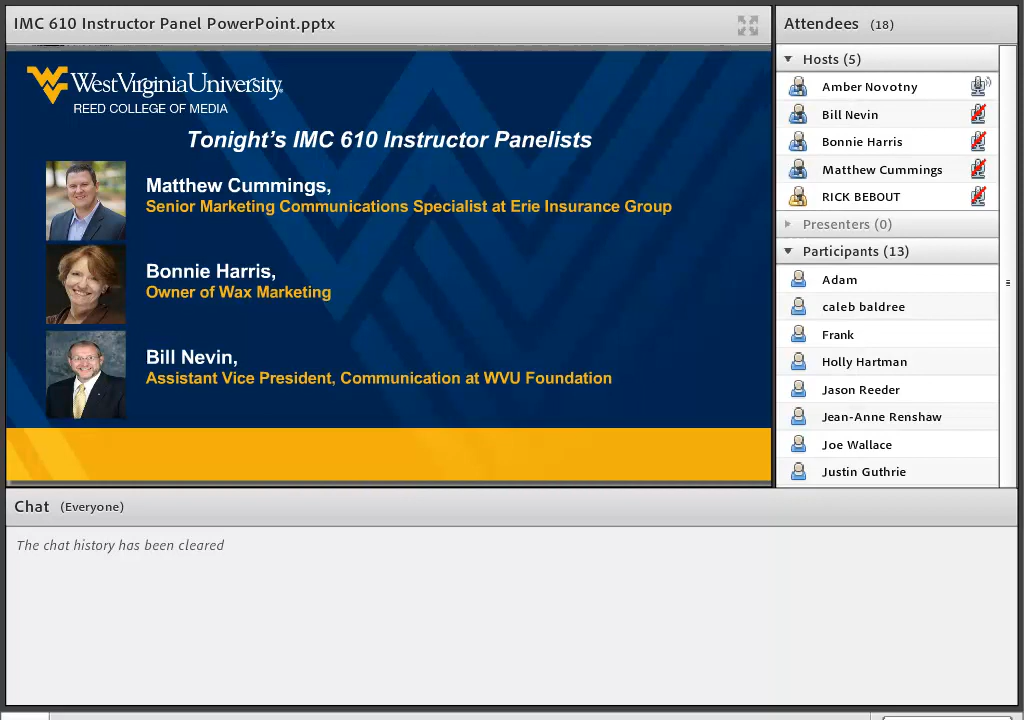 IMC 610 Instructor Panel PowerPoint.pptx
West Virginia University.
REED COLLEGE OF MEDIA
Tonight's IMC 610 Instructor Panelists
Matthew Cummings,
Senior Marketing Communications Specialist at Erie Insurance Group
Bonnie Harris,
Owner of Wax Marketing
Bill Nevin,
Assistant Vice President, Communication at WVU Foundation
Attendees (18)
Hosts (5)
Amber Novotny
Bill Nevin
Bonnie Harris
Matthew Cummings
RICK BEBOUT
Presenters (0)
Participants (13)
Adam
caleb baldree
Frank
Holly Hartman
Jason Reeder
Jean-Anne Renshaw
Joe Wallace
Justin Guthrie
Chat (Everyone)
The chat history has been cleared